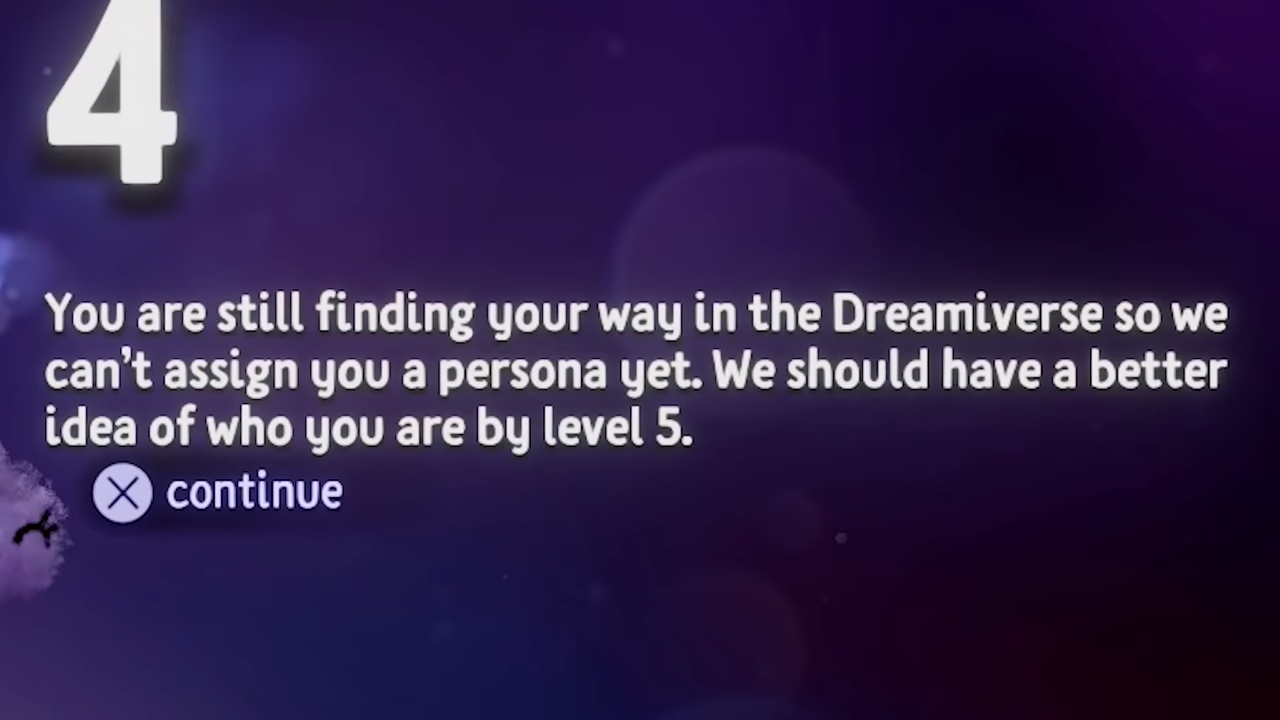 4
You are still finding your way in the Dreamiverse so we
can't assign you a persona yet. We should have a better
idea of who you are by level 5.
continue